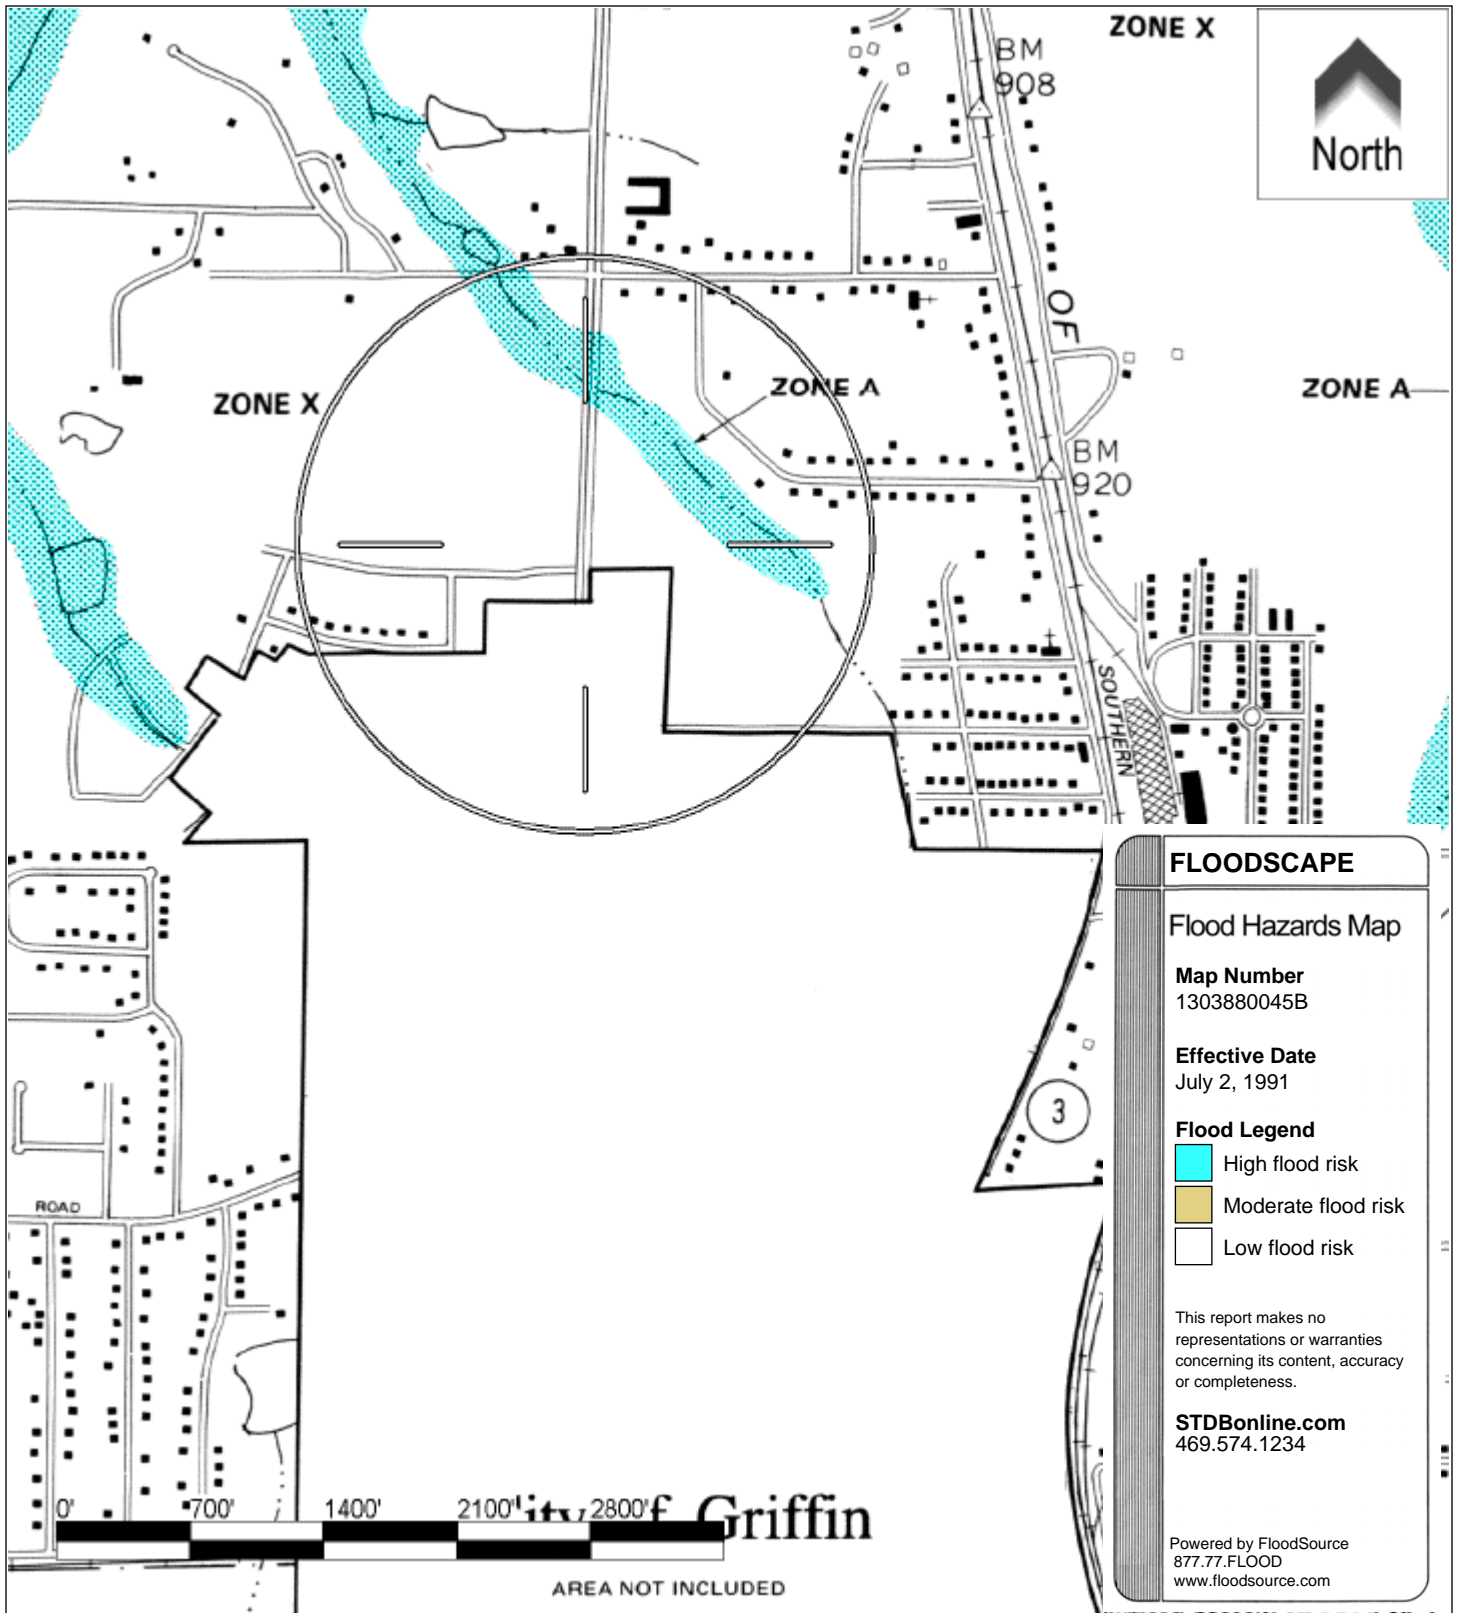 ZONE X
BM
908
North
OF
ZONE X
ZONE A
ZONE A
BM
920
SOUTHERN
3
ROAD
FLOODSCAPE
Flood Hazards Map
Map Number
1303880045B
Effective Date
July 2, 1991
Flood Legend
High flood risk
Moderate flood risk
Low flood risk
This report makes no
representations or warranties
concerning its content, accuracy
or completeness.
STDBonline.com
469.574.1234
Powered by FloodSource
877.77.FLOOD
www.floodsource.com
0' 700' 1400' 2100' 2800'
Griffin
AREA NOT INCLUDED